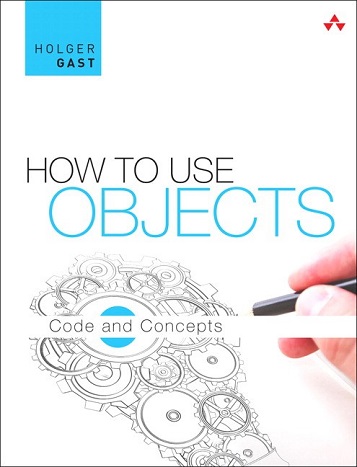 HOLGER
GAST
HOW TO USE
OBJECTS
Code and Concepts